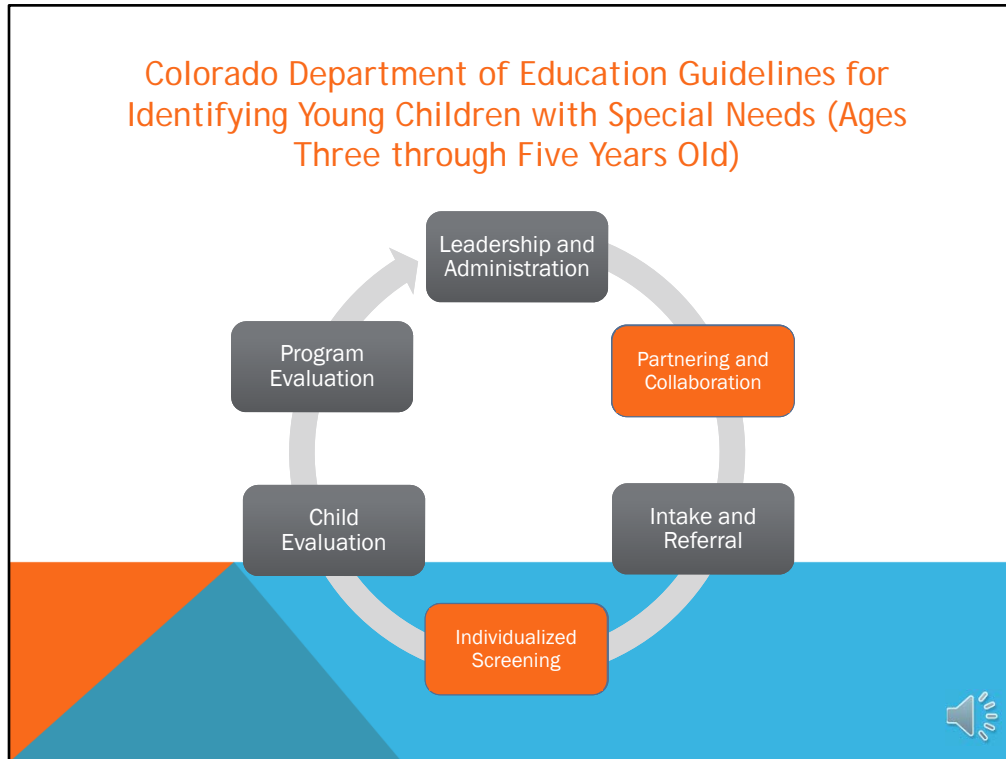 Colorado Department of Education Guidelines for
Identifying Young Children with Special Needs (Ages
Three through Five Years Old)
Leadership and
Administration
Partnering and
Collaboration
Intake and
Referral
Individualized
Screening
Child
Evaluation
Program
Evaluation